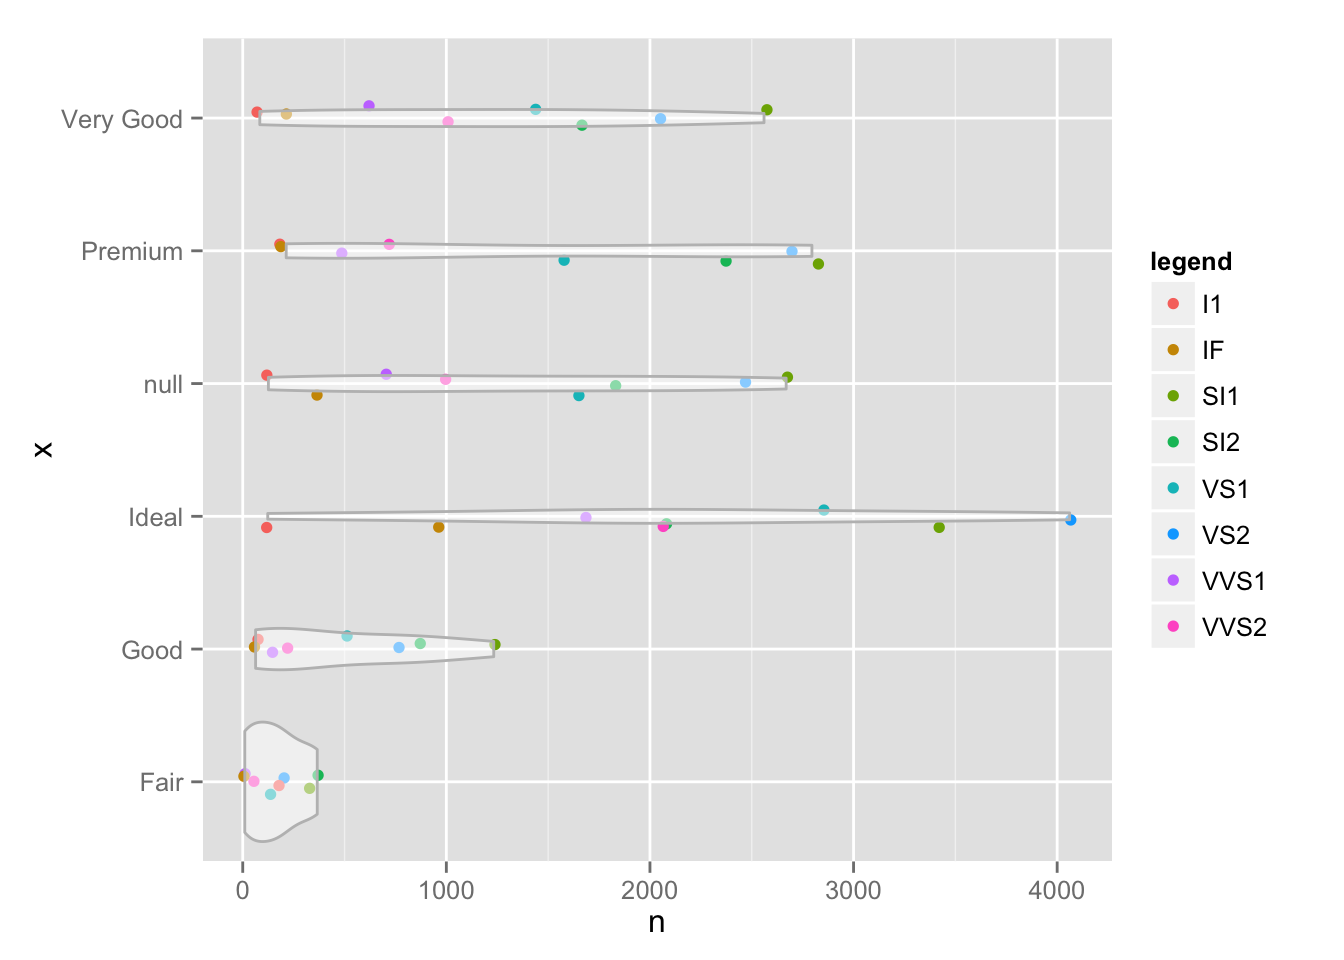 Very Good
Premium
null
Ideal
Good
Fair
x
0 1000 2000 3000 4000
n
legend
I1
IF
SI1
SI2
VS1
VS2
VVS1
VVS2